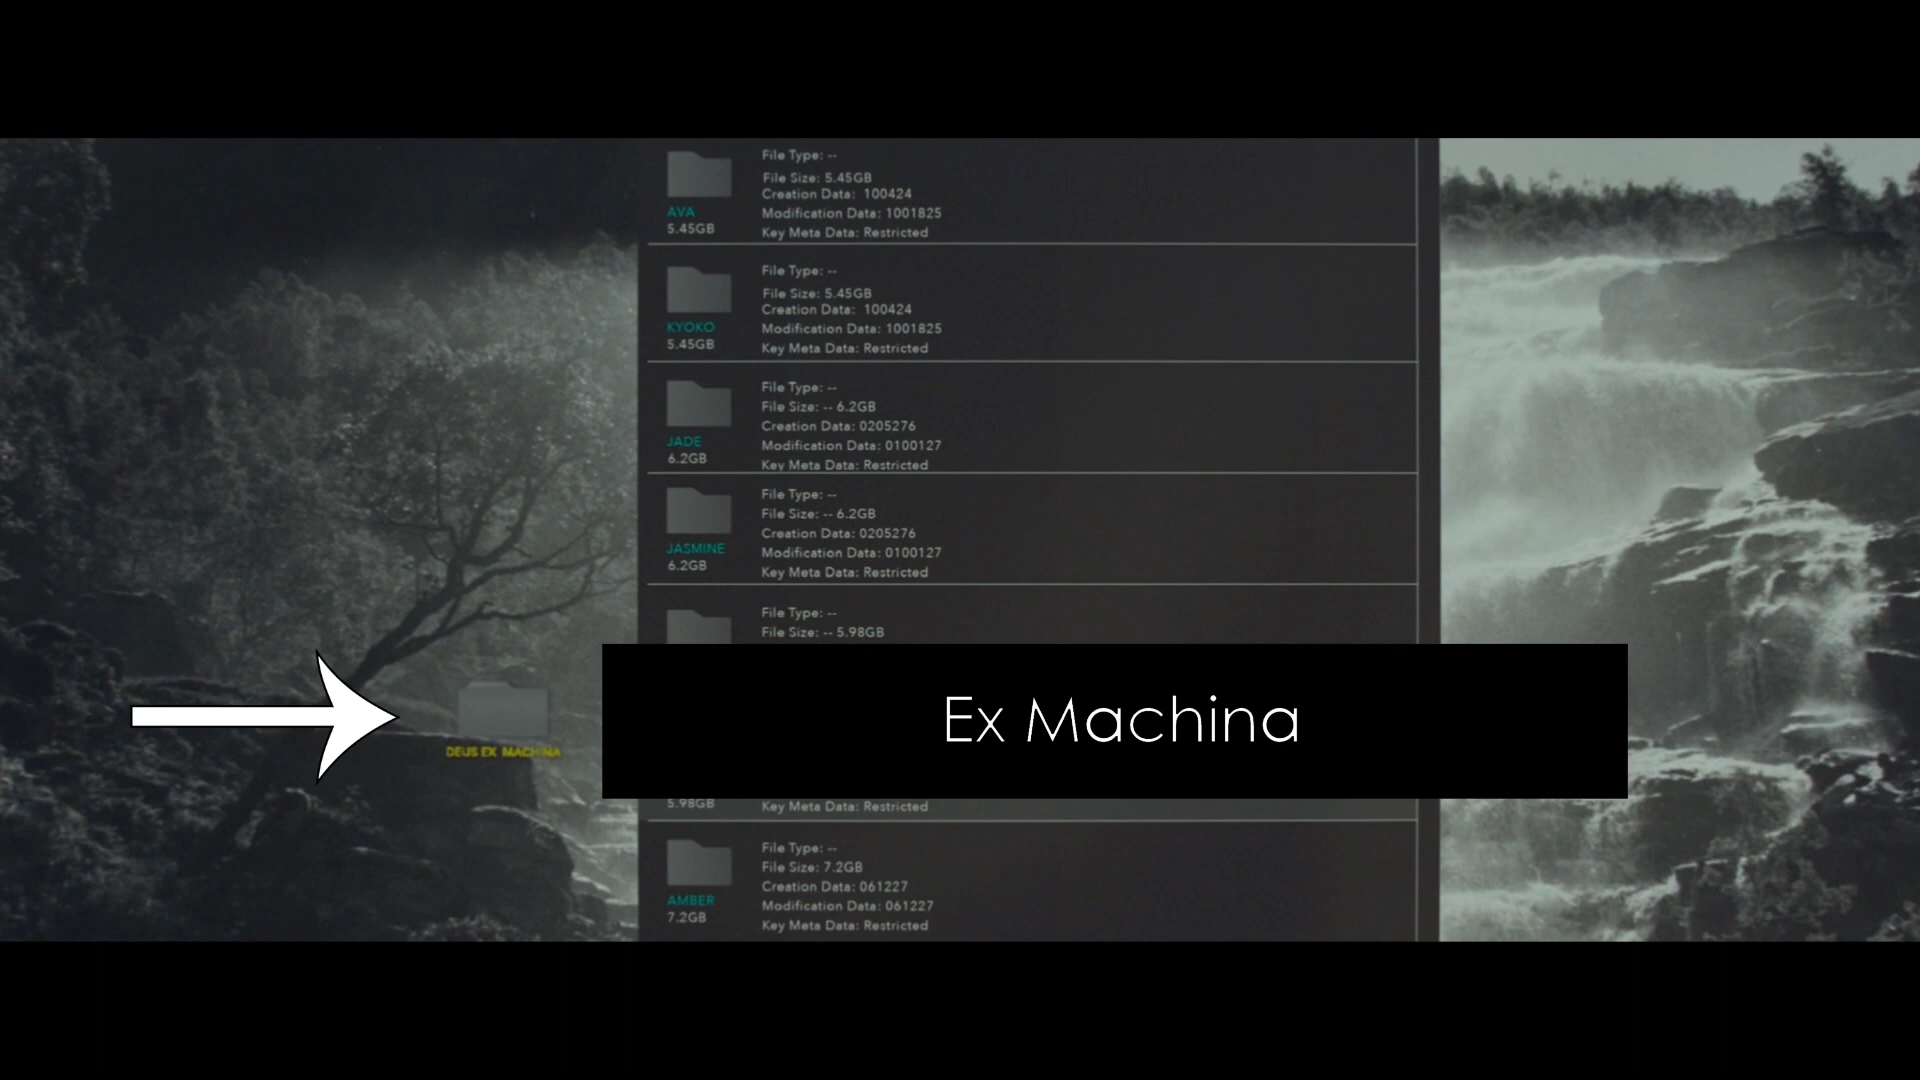 File Type: --
File Size: 5.45GB
Creation Data: 100424
AVA
Modification Data: 1001825
5.45GB
Key Meta Data: Restricted
File Type: --
File Size: 5.45GB
Creation Data: 100424
KYOKO
Modification Data: 1001825
5.45GB
Key Meta Data: Restricted
File Type: --
File Size: -- 6.2GB
Creation Data: 0205276
JADE
Modification Data: 0100127
6.2GB
Key Meta Data: Restricted
File Type: --
File Size: -- 6.2GB
Creation Data: 0205276
JASMINE
Modification Data: 0100127
6.2GB
Key Meta Data: Restricted
File Type: --
File Size: -- 5.98GB
Ex Machina
DEUS EX MACHINA
5.98GB
Key Meta Data: Restricted
File Type: --
File Size: 7.2GB
Creation Data: 061227
AMBER
Modification Data: 061227
7.2GB
Key Meta Data: Restricted